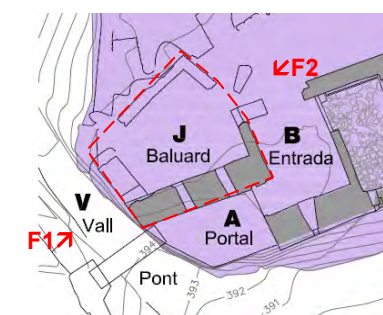 F2
J
Baluard
B
Entrada
V
Vall
F1
A
Portal
394
Pont
393
392
391